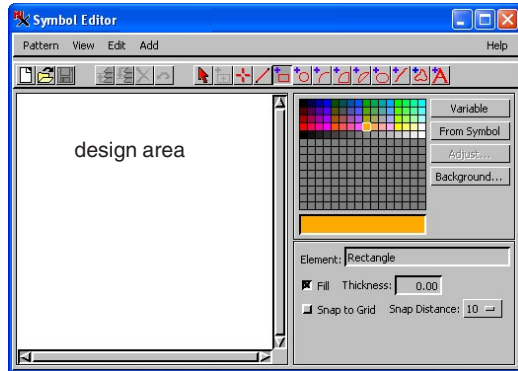 Symbol Editor
Pattern View Edit Add Help
A
design area
Variable
From Symbol
Adjust...
Background...
Element: Rectangle
Fill Thickness: 0.00
Snap to Grid Snap Distance: 10